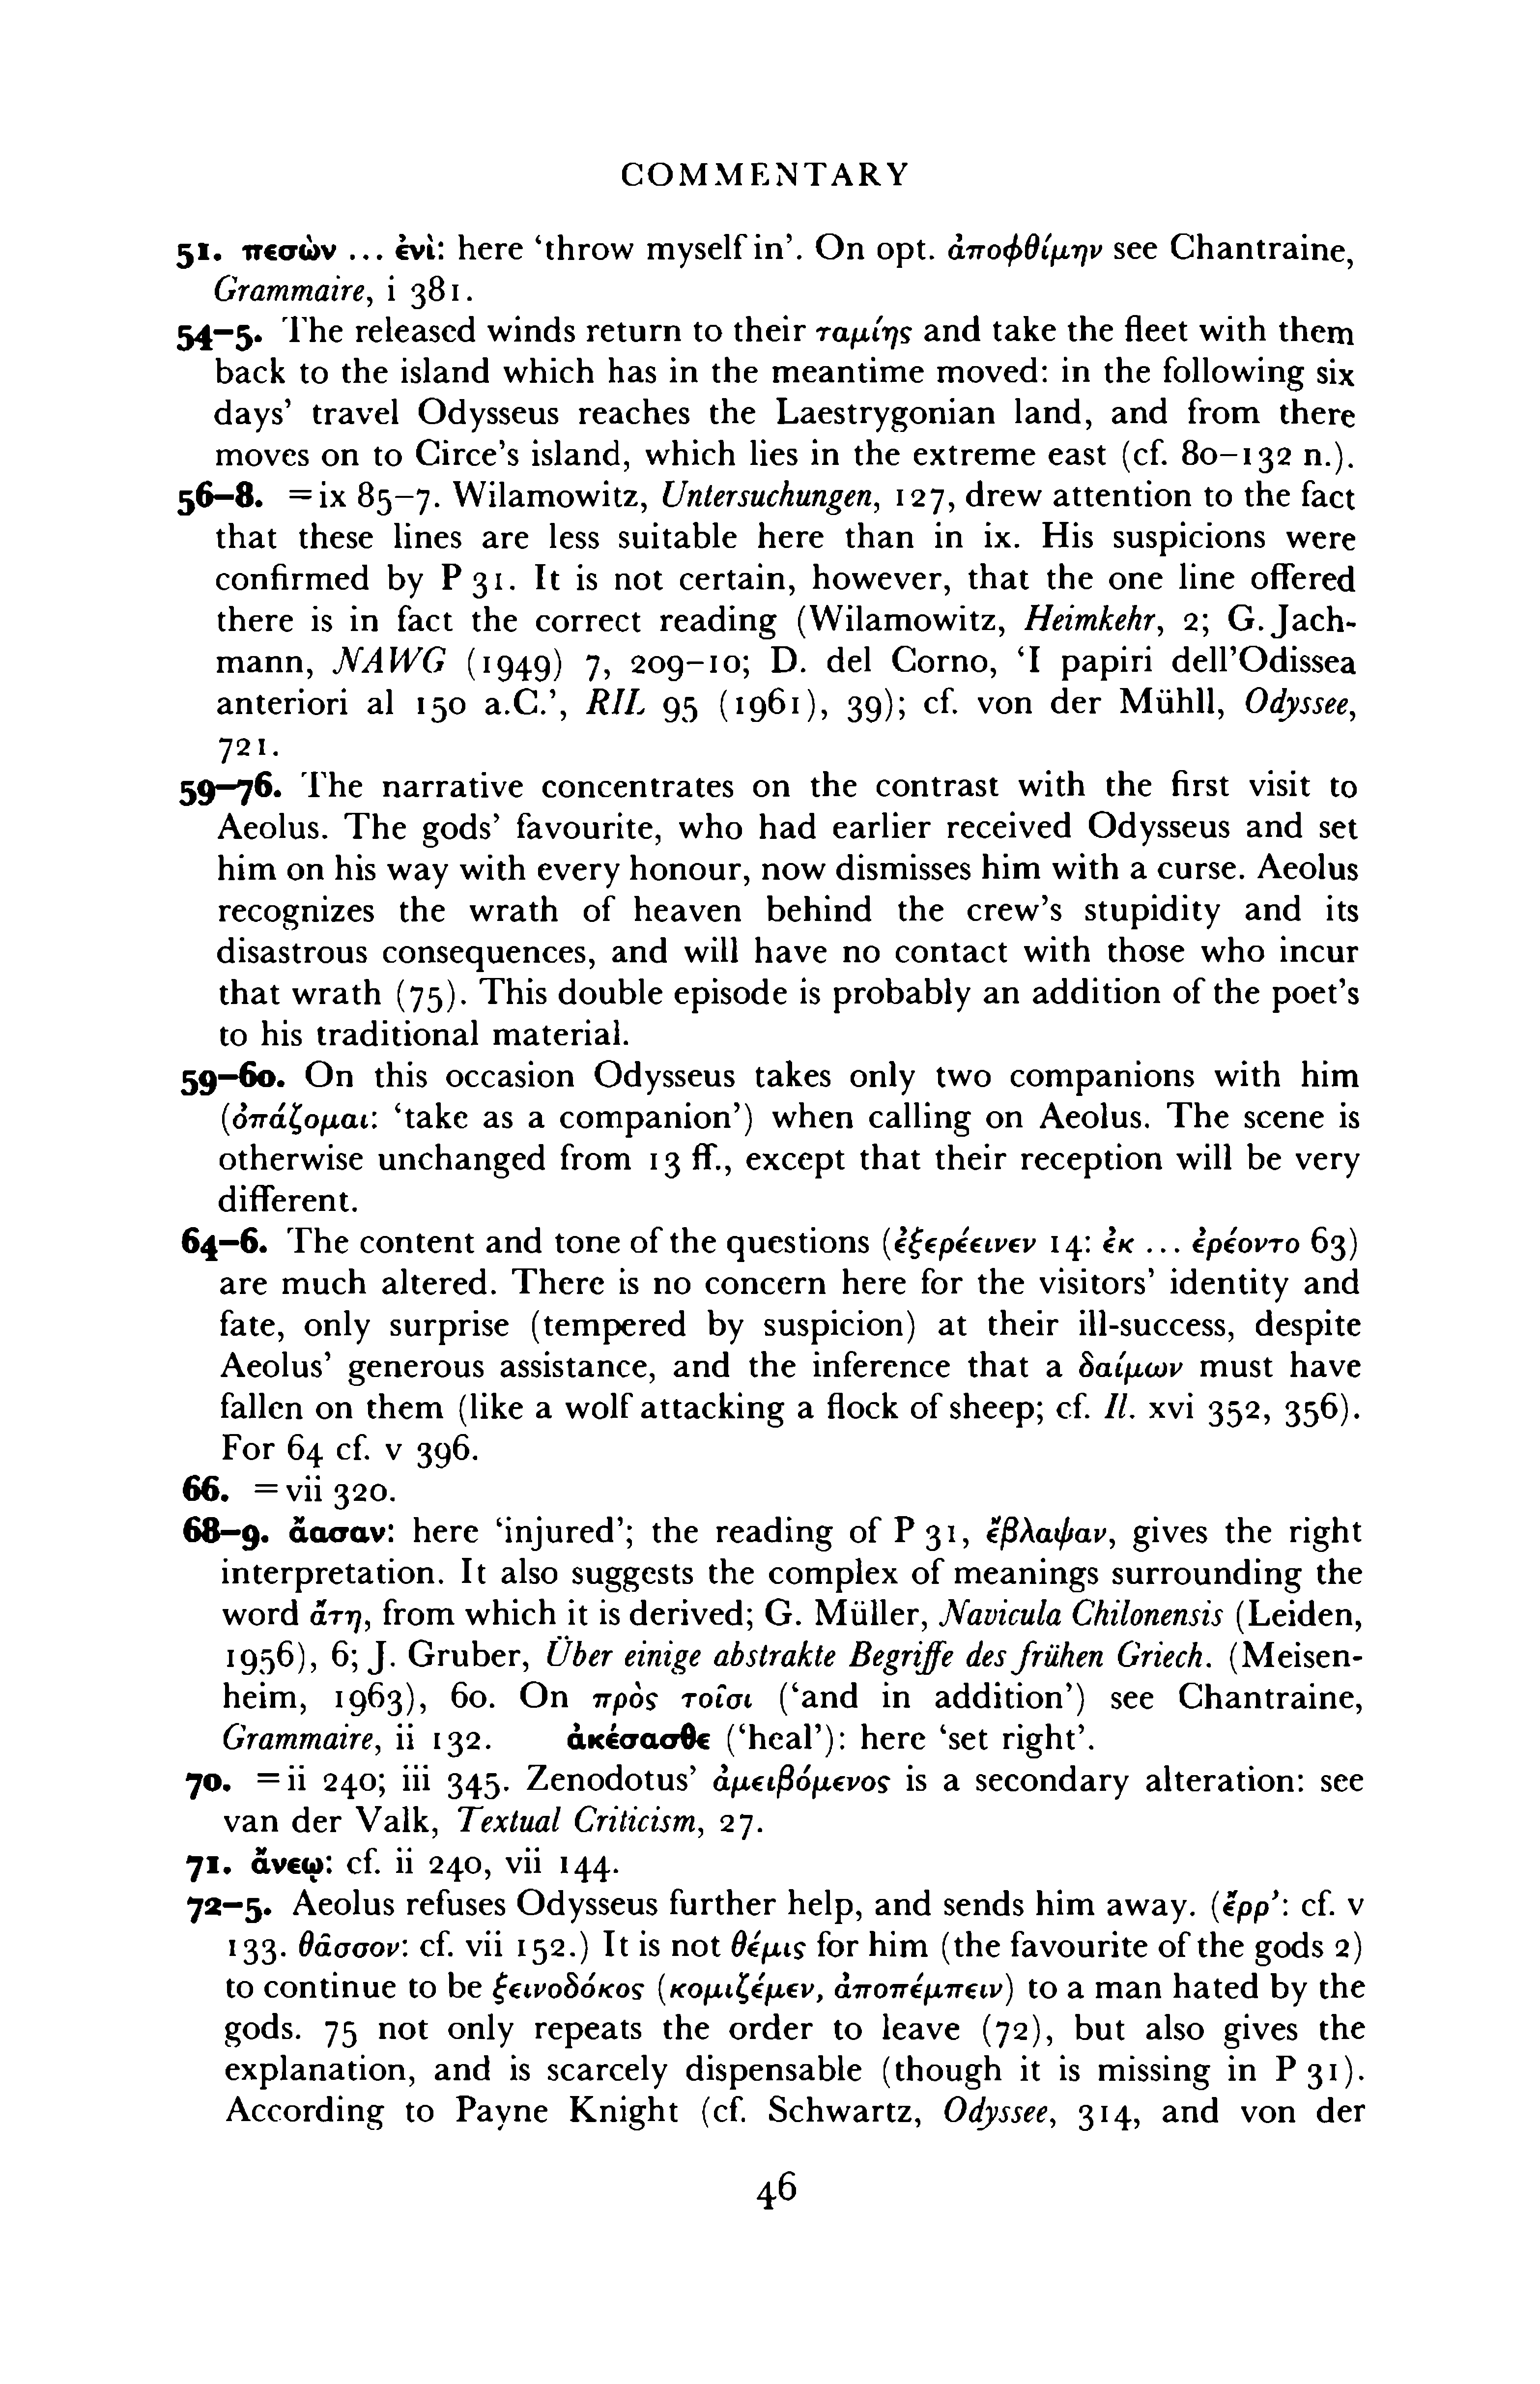 COMMENTARY
51. πεσὼν ... ἐνὶ: here ‘throw myself in’. On opt. ἀποφθίμην see Chantraine,
Grammaire, i 381.
54–5. The released winds return to their ταμίης and take the fleet with them
back to the island which has in the meantime moved: in the following six
days’ travel Odysseus reaches the Laestrygonian land, and from there
moves on to Circe’s island, which lies in the extreme east (cf. 80–132 n.).
56–8. =ix 85–7. Wilamowitz, Untersuchungen, 127, drew attention to the fact
that these lines are less suitable here than in ix. His suspicions were
confirmed by P 31. It is not certain, however, that the one line offered
there is in fact the correct reading (Wilamowitz, Heimkehr, 2; G. Jach-
mann, NAWG (1949) 7, 209–10; D. del Corno, ‘I papiri dell’Odissea
anteriori al 150 a.C.’, RIL 95 (1961), 39); cf. von der Mühll, Odyssee,
721.
59–76. The narrative concentrates on the contrast with the first visit to
Aeolus. The gods’ favourite, who had earlier received Odysseus and set
him on his way with every honour, now dismisses him with a curse. Aeolus
recognizes the wrath of heaven behind the crew’s stupidity and its
disastrous consequences, and will have no contact with those who incur
that wrath (75). This double episode is probably an addition of the poet’s
to his traditional material.
59–60. On this occasion Odysseus takes only two companions with him
(ὀπάζομαι: ‘take as a companion’) when calling on Aeolus. The scene is
otherwise unchanged from 13 ff., except that their reception will be very
different.
64–6. The content and tone of the questions (ἐξερέεινεν 14: ἐκ ... ἐρέοντο 63)
are much altered. There is no concern here for the visitors’ identity and
fate, only surprise (tempered by suspicion) at their ill-success, despite
Aeolus’ generous assistance, and the inference that a δαίμων must have
fallen on them (like a wolf attacking a flock of sheep; cf. Il. xvi 352, 356).
For 64 cf. v 396.
66. =vii 320.
68–9. ἄασαν: here ‘injured’; the reading of P 31, ἔβλαψαν, gives the right
interpretation. It also suggests the complex of meanings surrounding the
word ἄτη, from which it is derived; G. Müller, Navicula Chilonensis (Leiden,
1956), 6; J. Gruber, Über einige abstrakte Begriffe des frühen Griech. (Meisen-
heim, 1963), 60. On πρὸς τοῖσι (‘and in addition’) see Chantraine,
Grammaire, ii 132. ἀκέσασθε (‘heal’): here ‘set right’.
70. =ii 240; iii 345. Zenodotus’ ἀμειβόμενος is a secondary alteration: see
van der Valk, Textual Criticism, 27.
71. ἄνεῳ: cf. ii 240, vii 144.
72–5. Aeolus refuses Odysseus further help, and sends him away. (ἔρρ’: cf. v
133. θᾶσσον: cf. vii 152.) It is not θέμις for him (the favourite of the gods 2)
to continue to be ξεινοδόκος (κομιζέμεν, ἀποπέμπειν) to a man hated by the
gods. 75 not only repeats the order to leave (72), but also gives the
explanation, and is scarcely dispensable (though it is missing in P 31).
According to Payne Knight (cf. Schwartz, Odyssee, 314, and von der
46